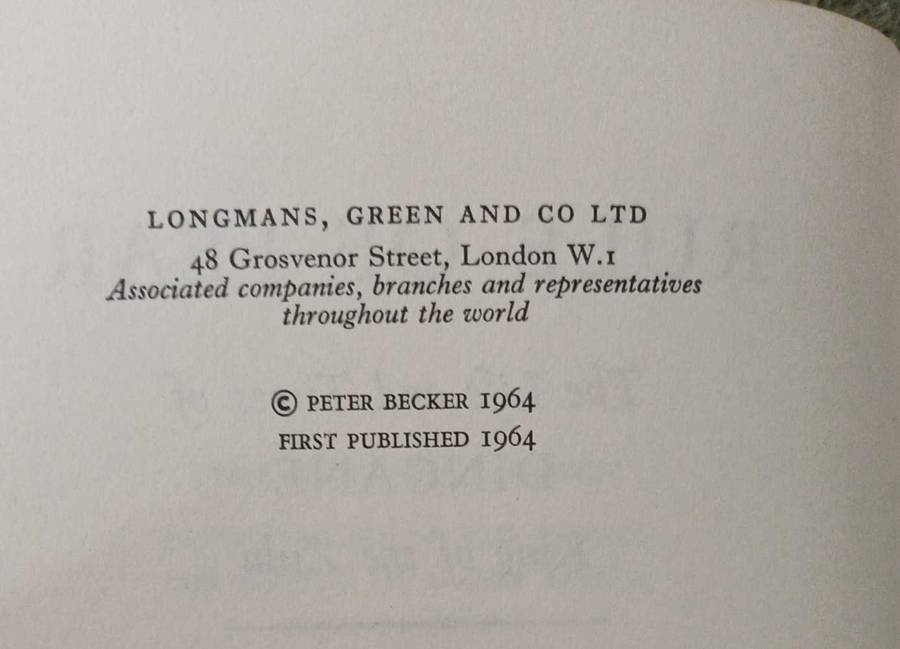 LONGMANS, GREEN AND CO LTD
48 Grosvenor Street, London W.1
Associated companies, branches and representatives
throughout the world
© PETER BECKER 1964
FIRST PUBLISHED 1964